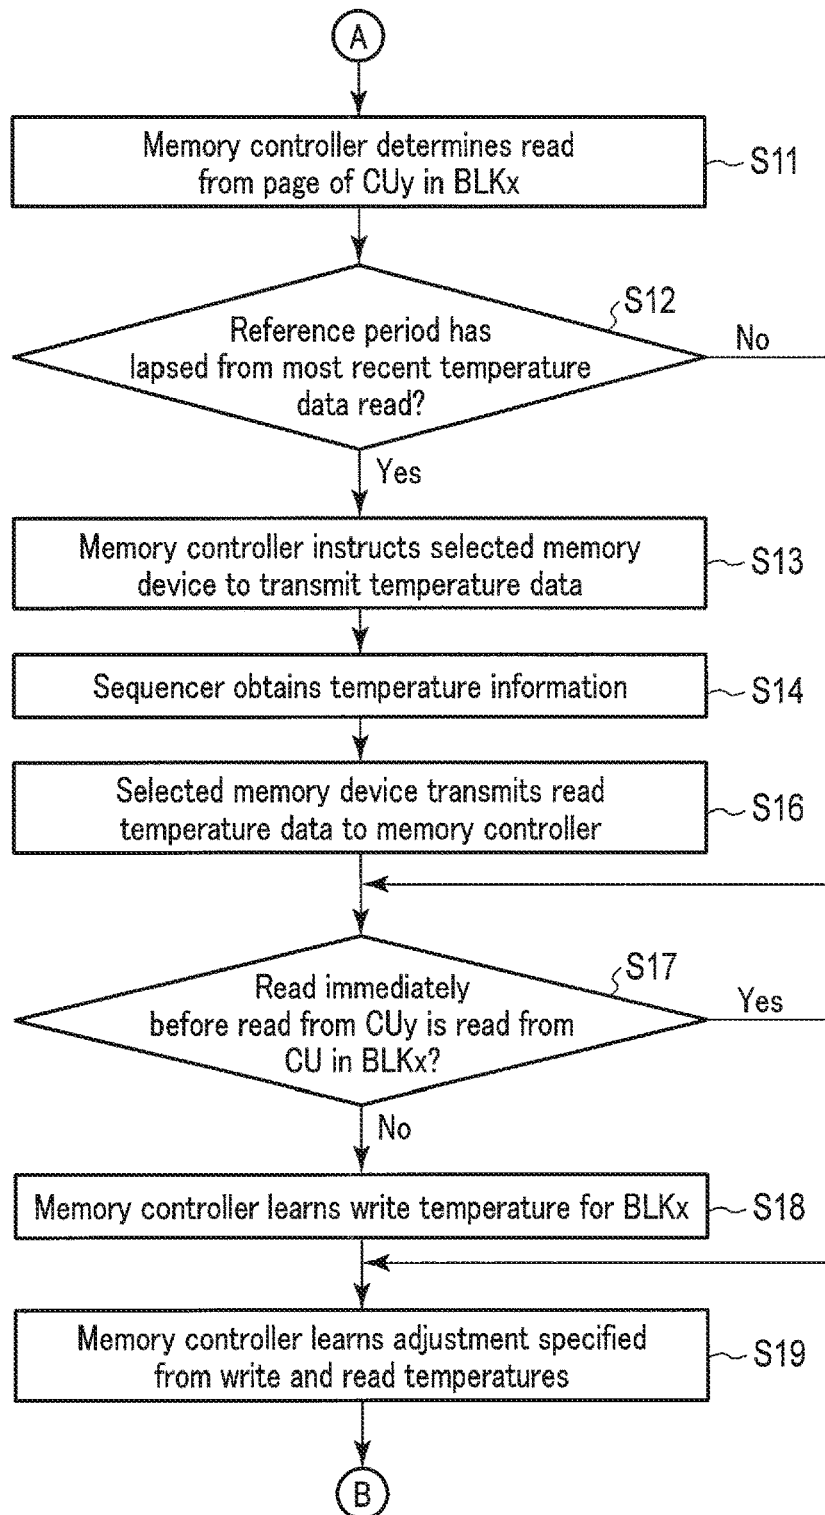 A
Memory controller determines read
from page of CUy in BLKx
S11
S12
Reference period has
lapsed from most recent temperature
data read?
No
Yes
Memory controller instructs selected memory
device to transmit temperature data
S13
Sequencer obtains temperature information
S14
Selected memory device transmits read
temperature data to memory controller
S16
S17
Read immediately
before read from CUy is read from
CU in BLKx?
Yes
No
Memory controller learns write temperature for BLKx
S18
Memory controller learns adjustment specified
from write and read temperatures
S19
B